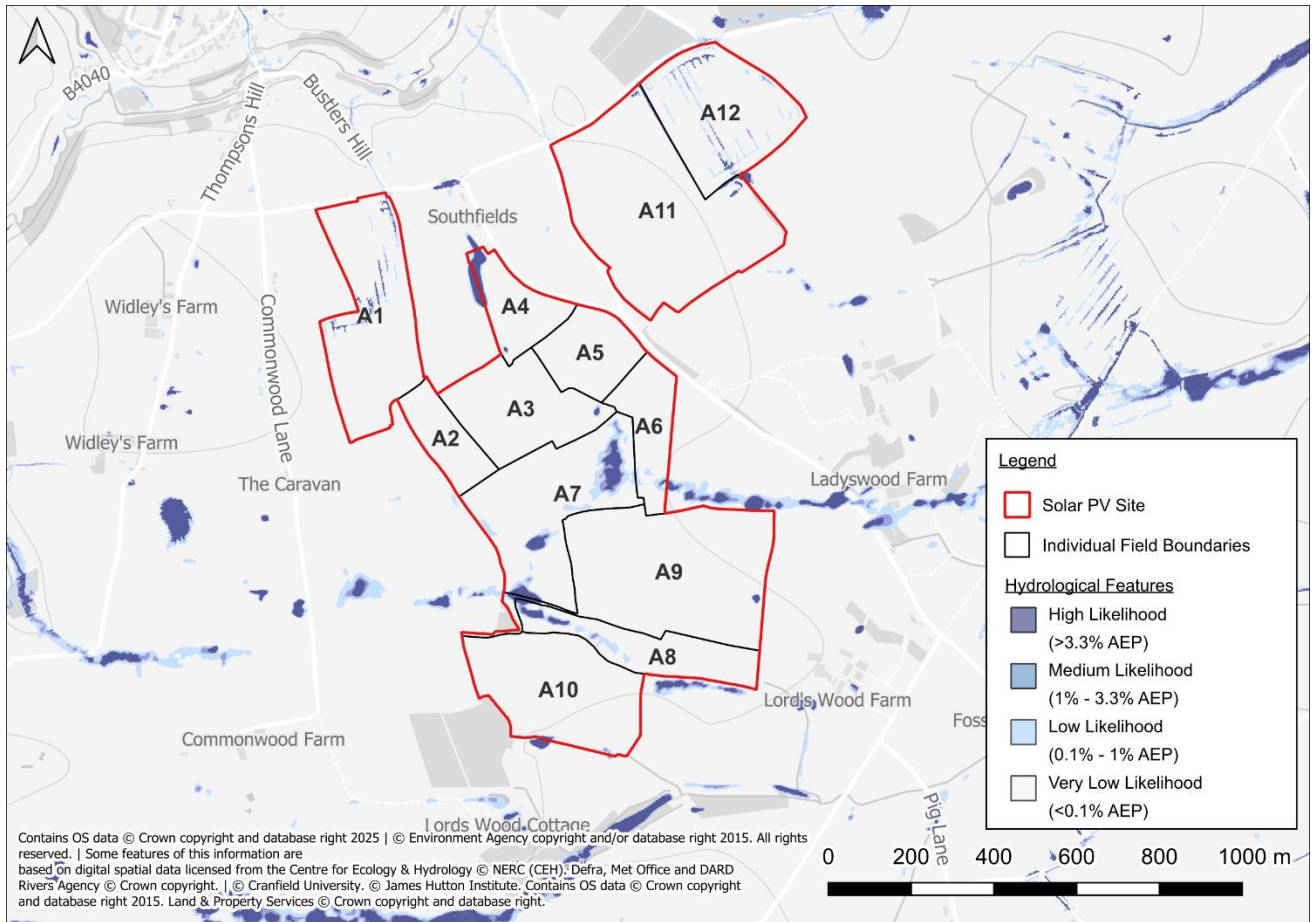 B4040
Thompsons Hill
Bustlers Hill
A12
A11
Southfields
Widley's Farm
Commonwood Lane
A1
A4
A5
A3
A6
A2
Widley's Farm
The Caravan
A7
Ladyswood Farm
A9
A8
A10
Lord's Wood Farm
Foss
Commonwood Farm
Pig Lane
Lords Wood Cottage
Legend
Solar PV Site
Individual Field Boundaries
Hydrological Features
High Likelihood
(>3.3% AEP)
Medium Likelihood
(1% - 3.3% AEP)
Low Likelihood
(0.1% - 1% AEP)
Very Low Likelihood
(<0.1% AEP)
Contains OS data © Crown copyright and database right 2025 | © Environment Agency copyright and/or database right 2015. All rights
reserved. | Some features of this information are
based on digital spatial data licensed from the Centre for Ecology & Hydrology © NERC (CEH). Defra, Met Office and DARD
Rivers Agency © Crown copyright. | © Cranfield University. © James Hutton Institute. Contains OS data © Crown copyright
and database right 2015. Land & Property Services © Crown copyright and database right.
0 200 400 600 800 1000 m